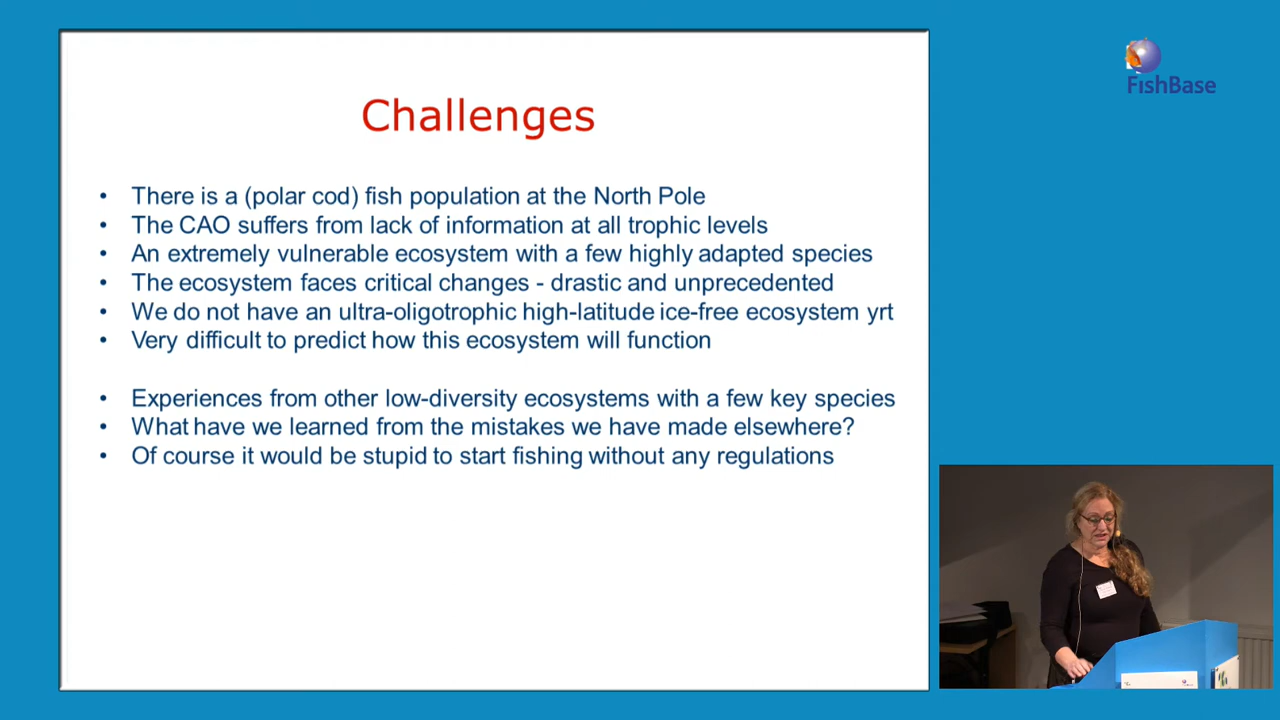 FishBase
Challenges
• There is a (polar cod) fish population at the North Pole
• The CAO suffers from lack of information at all trophic levels
• An extremely vulnerable ecosystem with a few highly adapted species
• The ecosystem faces critical changes - drastic and unprecedented
• We do not have an ultra-oligotrophic high-latitude ice-free ecosystem yrt
• Very difficult to predict how this ecosystem will function
• Experiences from other low-diversity ecosystems with a few key species
• What have we learned from the mistakes we have made elsewhere?
• Of course it would be stupid to start fishing without any regulations